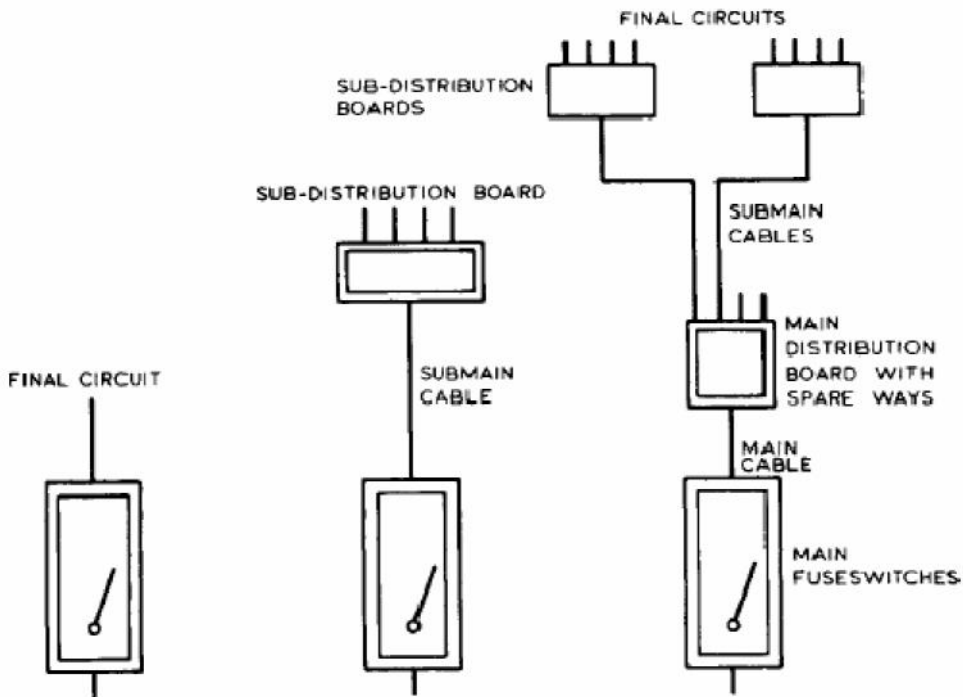 FINAL CIRCUITS
SUB-DISTRIBUTION
BOARDS
SUB-DISTRIBUTION BOARD
SUBMAIN
CABLES
MAIN
DISTRIBUTION
BOARD WITH
SPARE WAYS
FINAL CIRCUIT
SUBMAIN
CABLE
MAIN
CABLE
MAIN
FUSESWITCHES